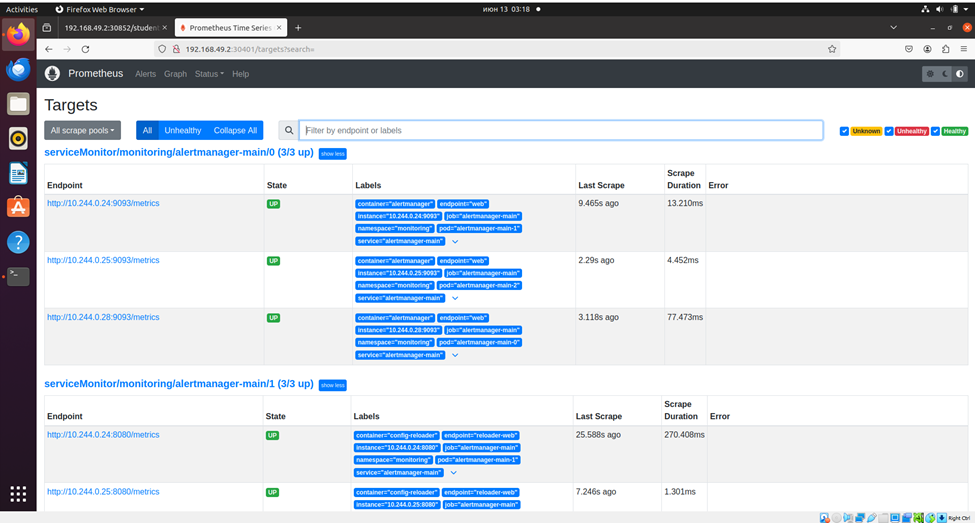 Activities Firefox Web Browser июн 13 03:18
192.168.49.2:30852/studen Prometheus Time Series
192.168.49.2:30401/targets?search=
Prometheus Alerts Graph Status Help
Targets
All scrape pools All Unhealthy Collapse All Filter by endpoint or labels Unknown Unhealthy Healthy
serviceMonitor/monitoring/alertmanager-main/0 (3/3 up) show less
Endpoint State Labels Last Scrape Scrape Duration Error
http://10.244.0.24:9093/metrics UP container="alertmanager" endpoint="web" 9.465s ago 13.210ms
instance="10.244.0.24:9093" job="alertmanager-main"
namespace="monitoring" pod="alertmanager-main-1"
service="alertmanager-main"
http://10.244.0.25:9093/metrics UP container="alertmanager" endpoint="web" 2.29s ago 4.452ms
instance="10.244.0.25:9093" job="alertmanager-main"
namespace="monitoring" pod="alertmanager-main-2"
service="alertmanager-main"
http://10.244.0.28:9093/metrics UP container="alertmanager" endpoint="web" 3.118s ago 77.473ms
instance="10.244.0.28:9093" job="alertmanager-main"
namespace="monitoring" pod="alertmanager-main-0"
service="alertmanager-main"
serviceMonitor/monitoring/alertmanager-main/1 (3/3 up) show less
Endpoint State Labels Last Scrape Scrape Duration Error
http://10.244.0.24:8080/metrics UP container="config-reloader" endpoint="reloader-web" 25.588s ago 270.408ms
instance="10.244.0.24:8080" job="alertmanager-main"
namespace="monitoring" pod="alertmanager-main-1"
service="alertmanager-main"
http://10.244.0.25:8080/metrics UP container="config-reloader" endpoint="reloader-web" 7.246s ago 1.301ms
instance="10.244.0.25:8080" job="alertmanager-main"
Right Ctrl